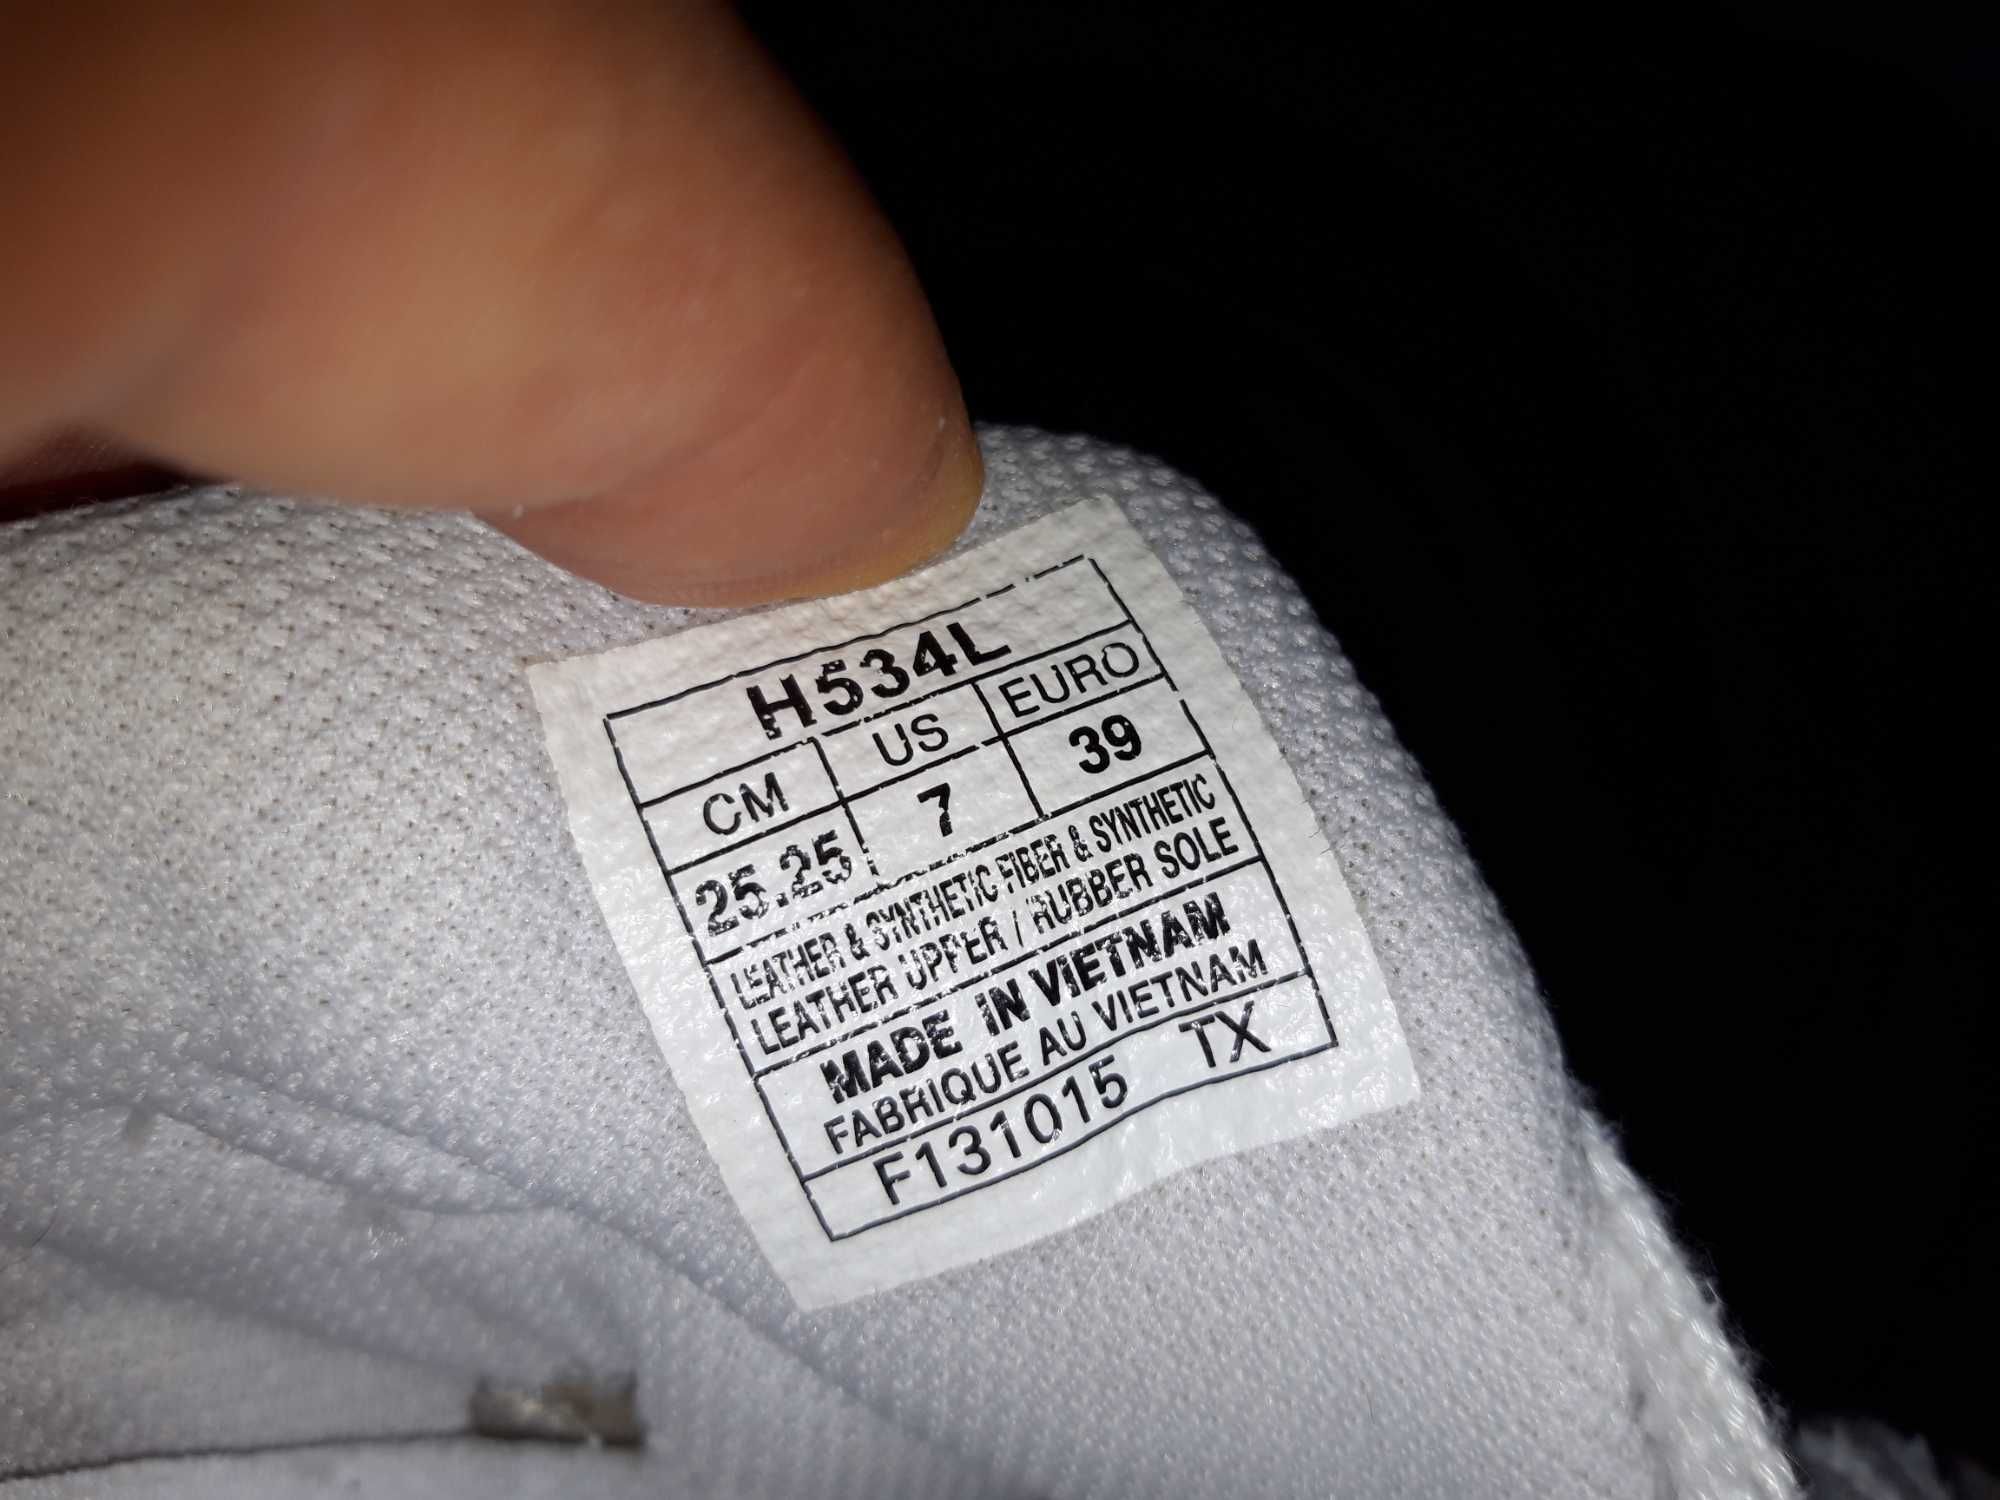 H534L
CM US EURO
25.25 7 39
LEATHER & SYNTHETIC FIBER & SYNTHETIC
LEATHER UPPER / RUBBER SOLE
MADE IN VIETNAM
FABRIQUE AU VIETNAM
F131015 TX